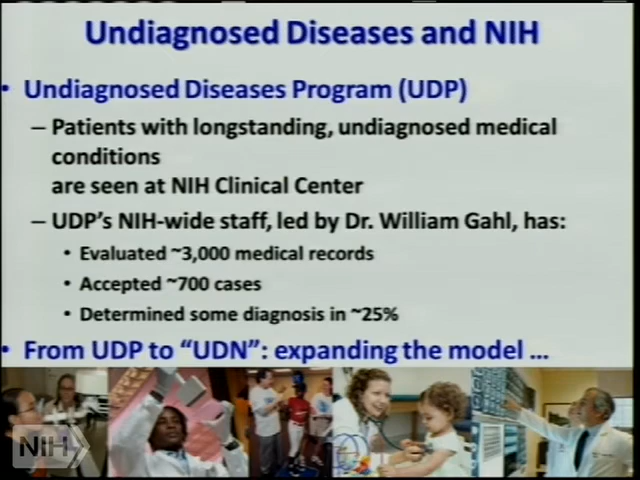 Undiagnosed Diseases and NIH
• Undiagnosed Diseases Program (UDP)
– Patients with longstanding, undiagnosed medical
conditions
are seen at NIH Clinical Center
– UDP's NIH-wide staff, led by Dr. William Gahl, has:
• Evaluated ~3,000 medical records
• Accepted ~700 cases
• Determined some diagnosis in ~25%
• From UDP to “UDN”: expanding the model …
NIH